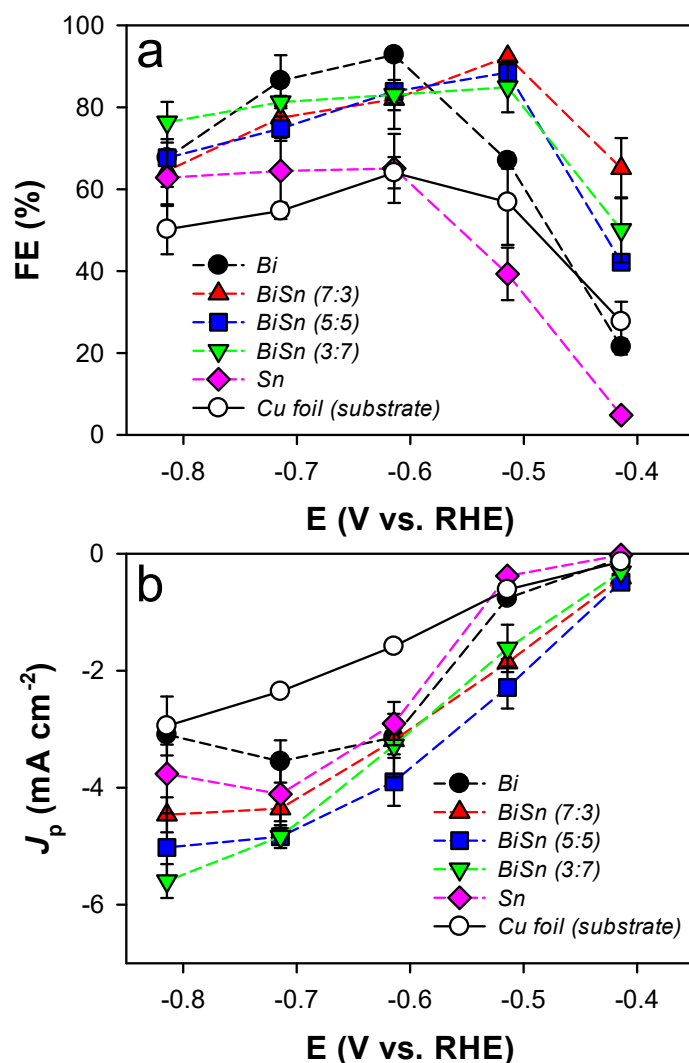 a
100
80
60
40
20
0
FE (%)
Bi
BiSn (7:3)
BiSn (5:5)
BiSn (3:7)
Sn
Cu foil (substrate)
-0.8 -0.7 -0.6 -0.5 -0.4
E (V vs. RHE)
b
0
-2
-4
-6
Jp (mA cm-2)
Bi
BiSn (7:3)
BiSn (5:5)
BiSn (3:7)
Sn
Cu foil (substrate)
-0.8 -0.7 -0.6 -0.5 -0.4
E (V vs. RHE)